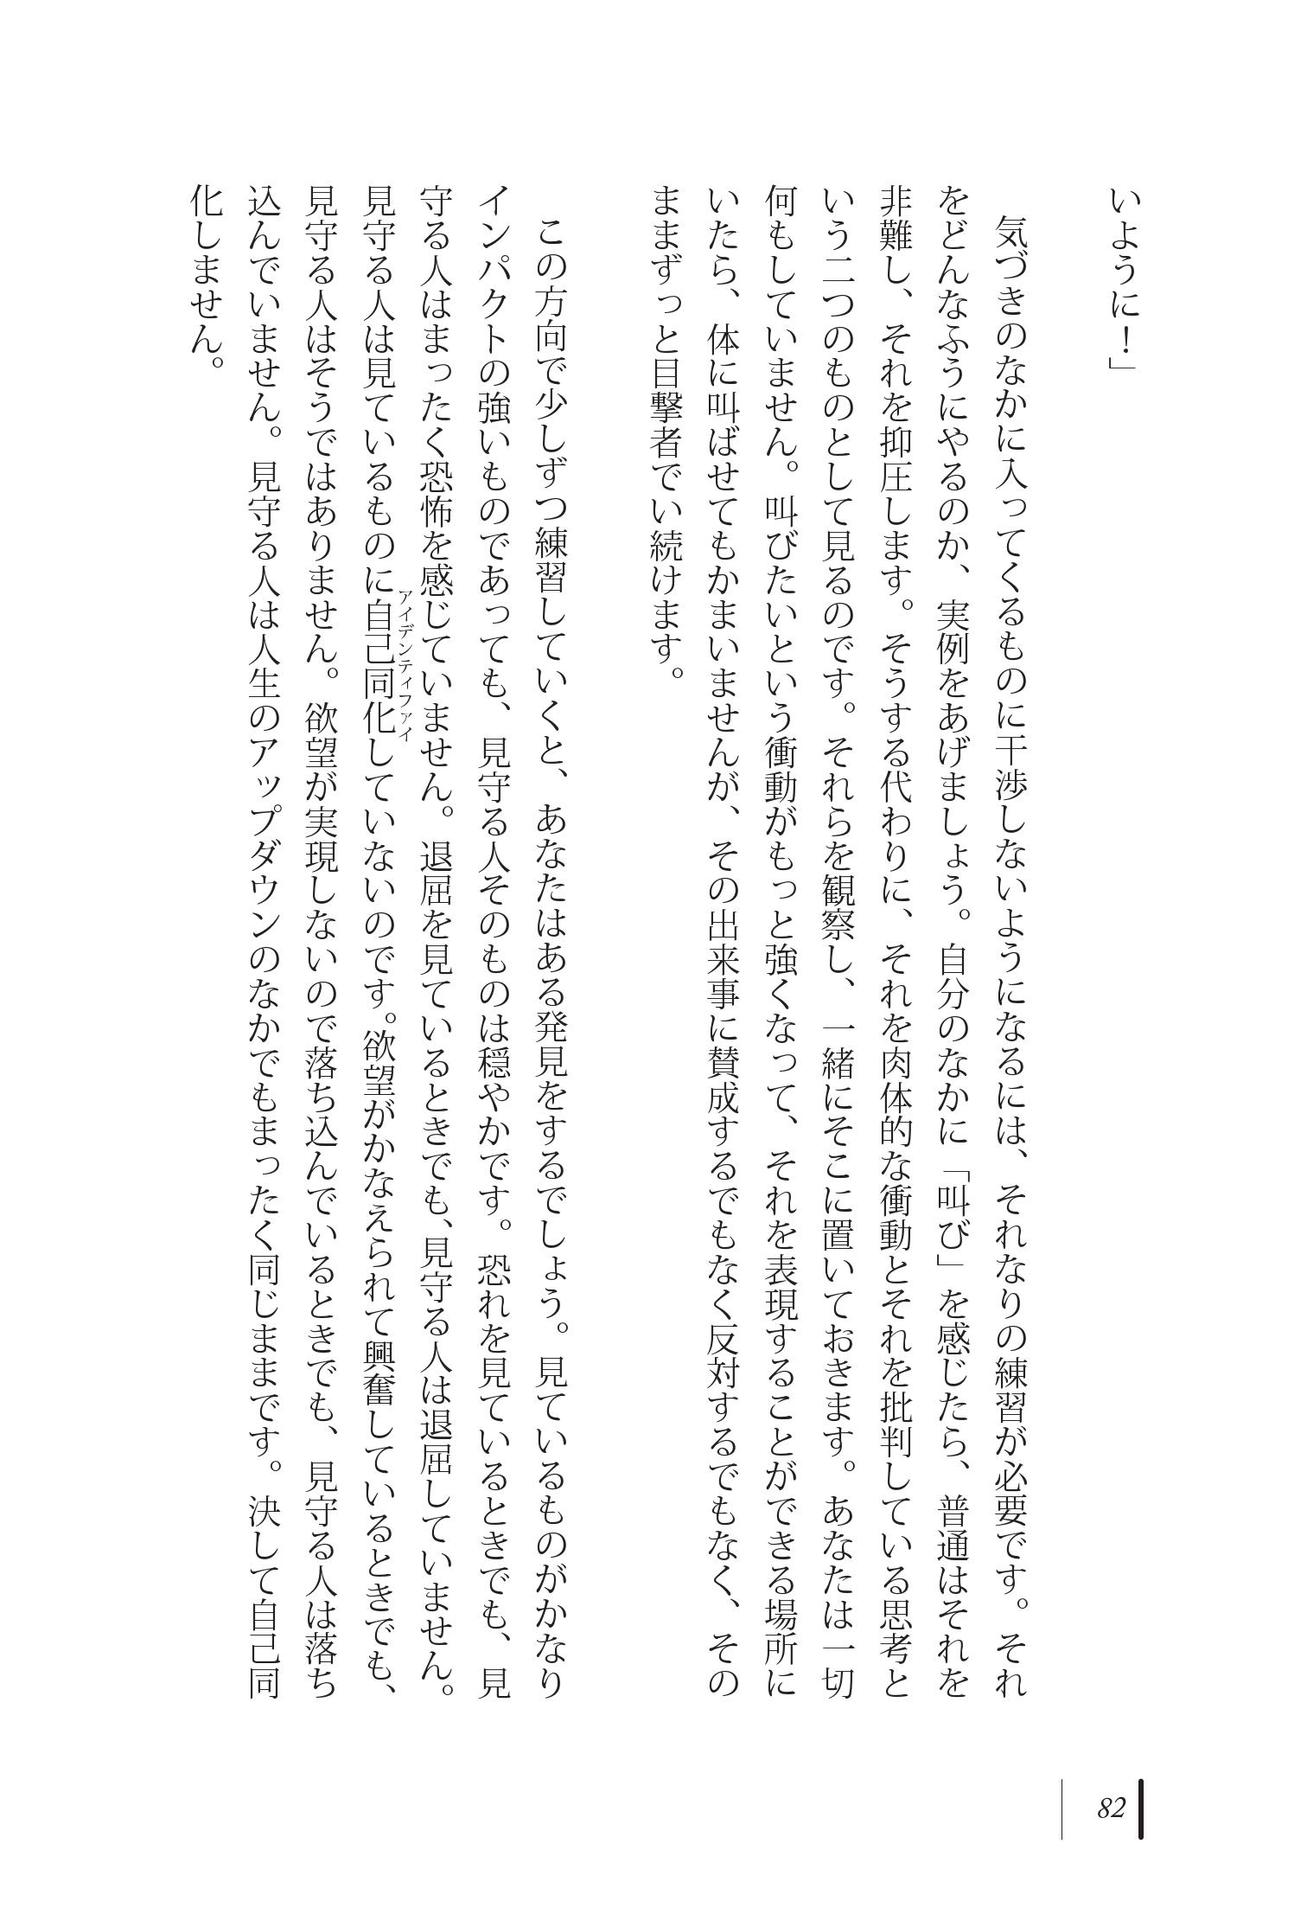 いように！」
気づきのなかに入ってくるものに干渉しないようになるには、それなりの練習が必要です。それ
をどんなふうにやるのか、実例をあげましょう。自分のなかに「叫び」を感じたら、普通はそれを
非難し、それを抑圧します。そうする代わりに、それを肉体的な衝動とそれを批判している思考と
いう二つのものとして見るのです。それらを観察し、一緒にそこに置いておきます。あなたは一切
何もしていません。叫びたいという衝動がもっと強くなって、それを表現することができる場所に
いたら、体に叫ばせてもかまいませんが、その出来事に賛成するでもなく反対するでもなく、その
ままずっと目撃者でい続けます。
この方向で少しずつ練習していくと、あなたはある発見をするでしょう。見ているものがかなり
インパクトの強いものであっても、見守る人そのものは穏やかです。恐れを見ているときでも、見
守る人はまったく恐怖を感じていません。退屈を見ているときでも、見守る人は退屈していません。
アイデンティファイ
見守る人は見ているものに自己同化していないのです。欲望がかなえられて興奮しているときでも、
見守る人はそうではありません。欲望が実現しないので落ち込んでいるときでも、見守る人は落ち
込んでいません。見守る人は人生のアップダウンのなかでもまったく同じままです。決して自己同
化しません。
82